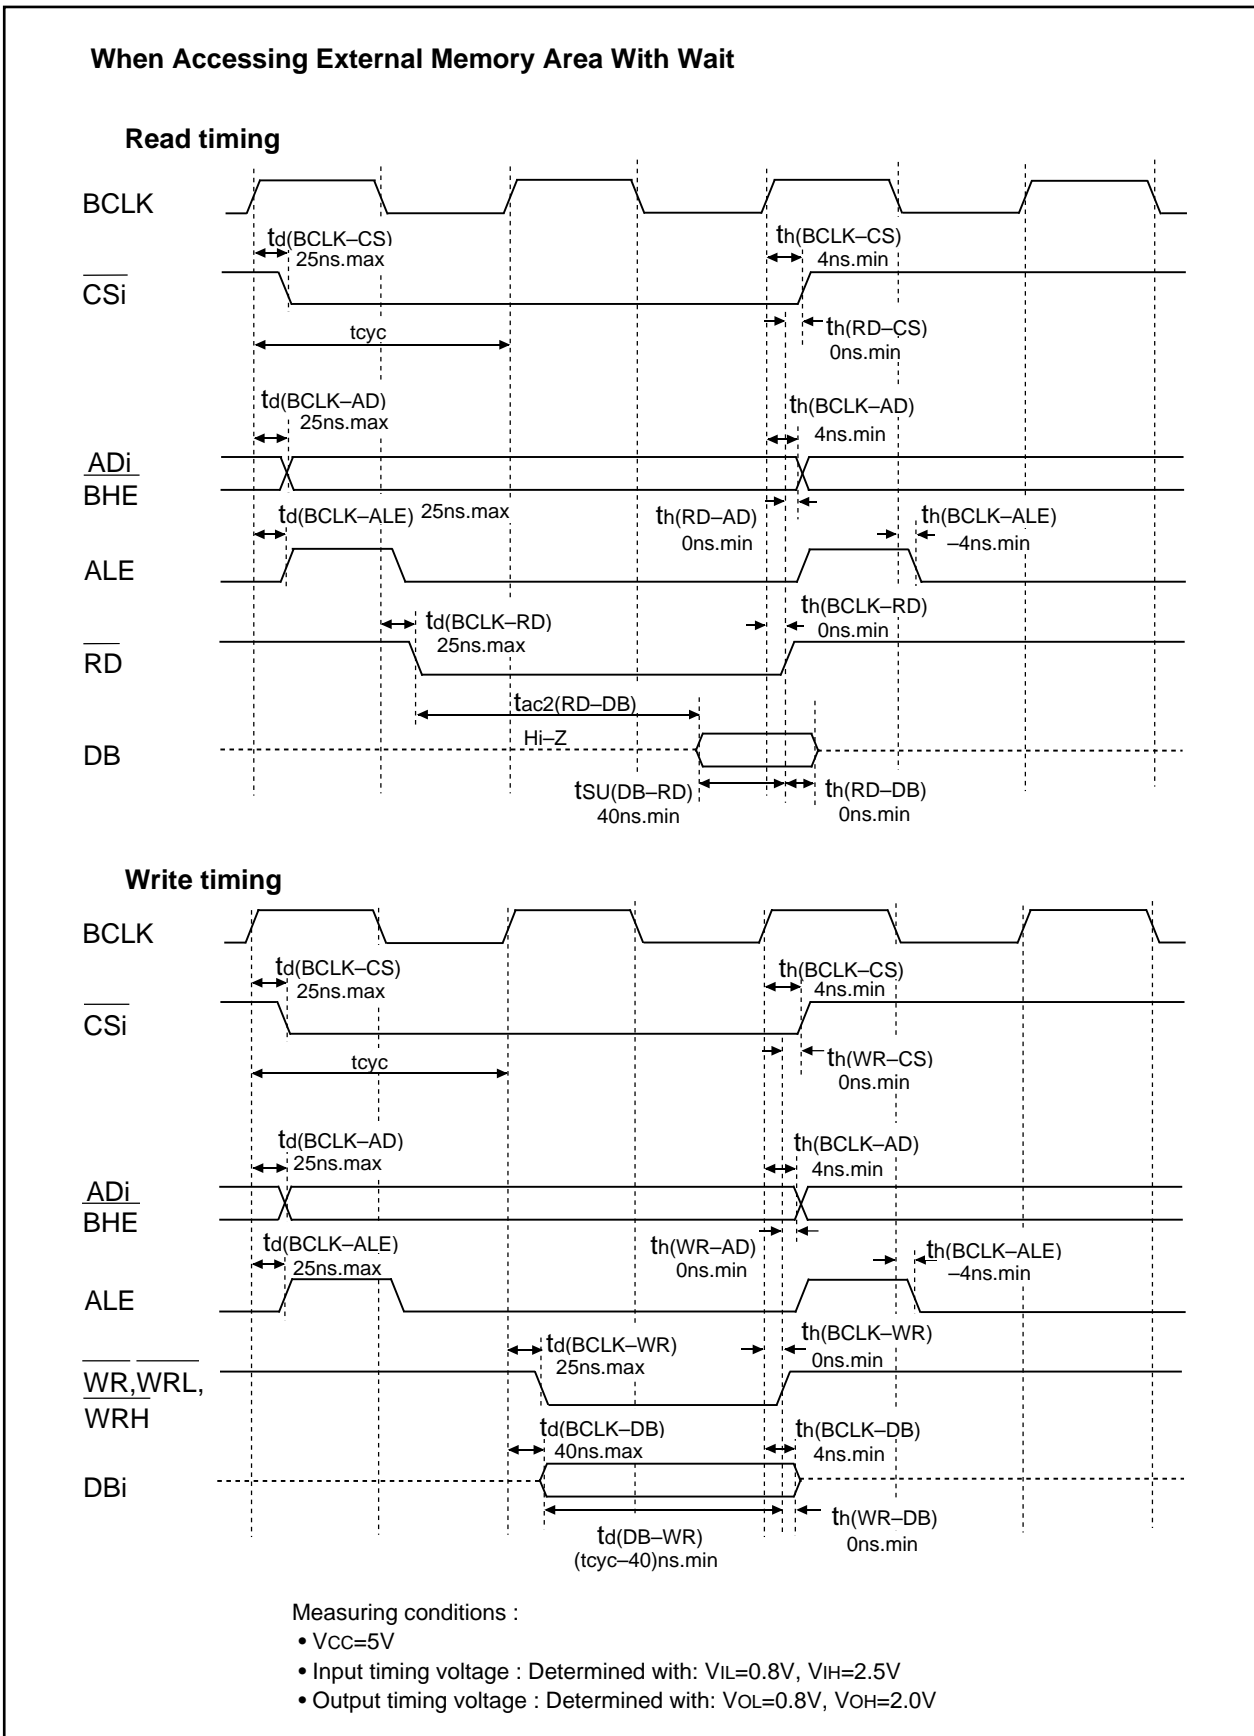 When Accessing External Memory Area With Wait
Read timing
BCLK
td(BCLK–CS)
25ns.max
th(BCLK–CS)
4ns.min
CSi
th(RD–CS)
0ns.min
tcyc
td(BCLK–AD)
25ns.max
th(BCLK–AD)
4ns.min
ADi
BHE
td(BCLK–ALE) 25ns.max
th(RD–AD)
0ns.min
th(BCLK–ALE)
–4ns.min
ALE
td(BCLK–RD)
25ns.max
th(BCLK–RD)
0ns.min
RD
tac2(RD–DB)
Hi–Z
DB
tSU(DB–RD)
40ns.min
th(RD–DB)
0ns.min
Write timing
BCLK
td(BCLK–CS)
25ns.max
th(BCLK–CS)
4ns.min
CSi
tcyc
th(WR–CS)
0ns.min
td(BCLK–AD)
25ns.max
th(BCLK–AD)
4ns.min
ADi
BHE
td(BCLK–ALE)
25ns.max
th(WR–AD)
0ns.min
th(BCLK–ALE)
–4ns.min
ALE
td(BCLK–WR)
25ns.max
th(BCLK–WR)
0ns.min
WR,WRL,
WRH
td(BCLK–DB)
40ns.max
th(BCLK–DB)
4ns.min
DBi
td(DB–WR)
(tcyc–40)ns.min
th(WR–DB)
0ns.min
Measuring conditions :
• VCC=5V
• Input timing voltage : Determined with: VIL=0.8V, VIH=2.5V
• Output timing voltage : Determined with: VOL=0.8V, VOH=2.0V